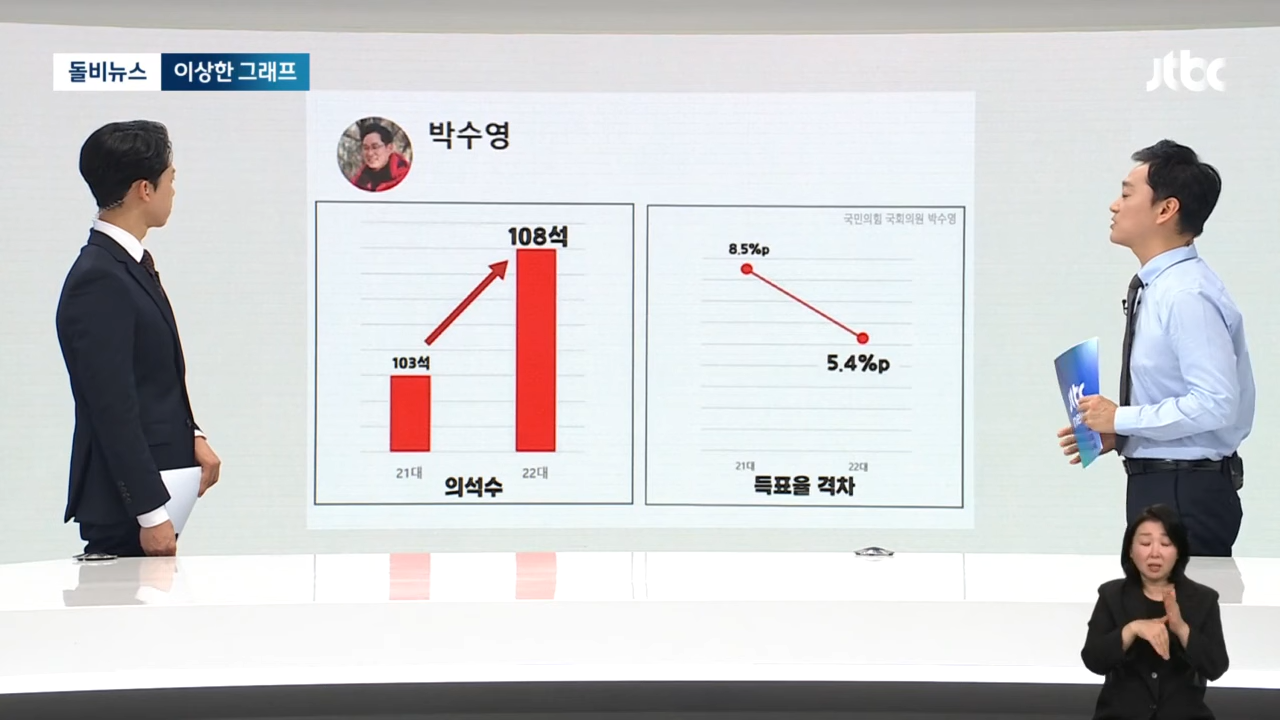 돌비뉴스 이상한 그래프
jtbc
박수영
108석
103석
21대 22대
의석수
국민의힘 국회의원 박수영
8.5%p
5.4%p
21대 22대
득표율 격차
jtbc